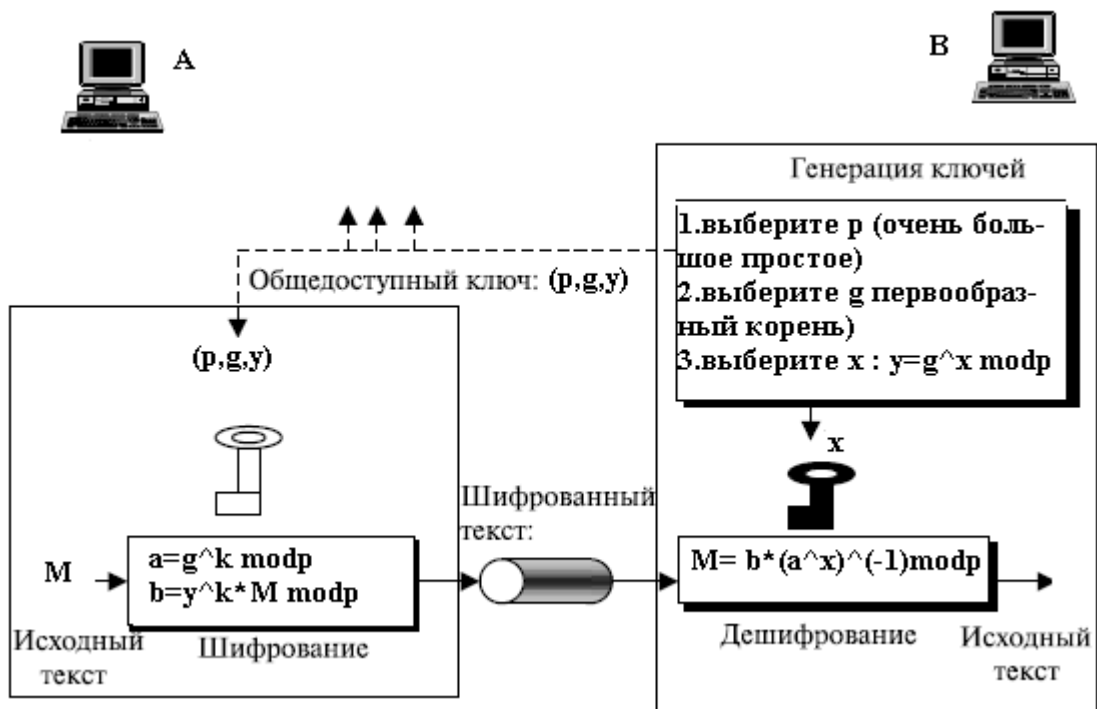 A
B
Генерация ключей
1.выберите p (очень боль-
шое простое)
2.выберите g первообраз-
ный корень)
3.выберите x : y=g^x modp
Общедоступный ключ: (p,g,y)
(p,g,y)
x
Шифрованный
текст:
M
a=g^k modp
b=y^k*M modp
M= b*(a^x)^(-1)modp
Исходный
текст
Шифрование
Дешифрование
Исходный
текст